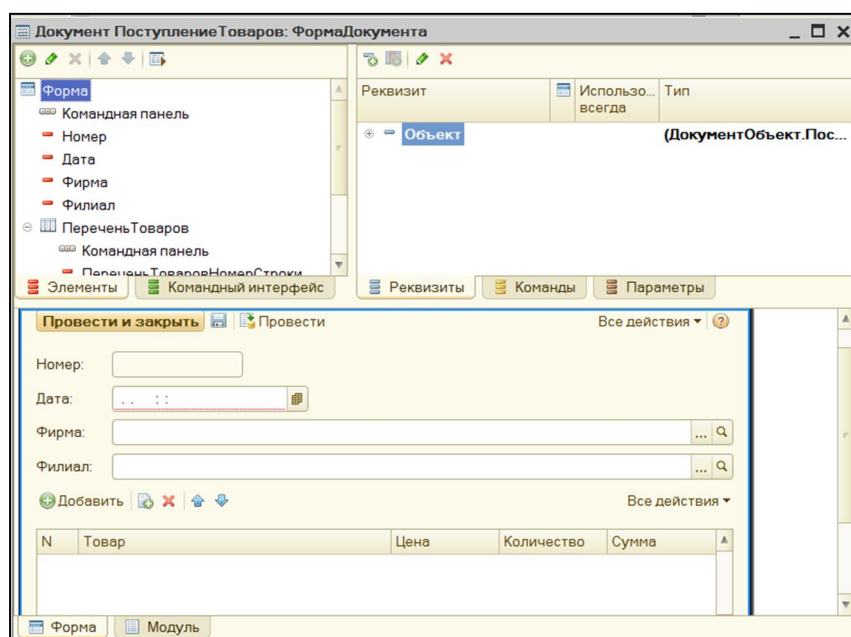 Документ ПоступлениеТоваров: ФормаДокумента
Форма
Командная панель
Номер
Дата
Фирма
Филиал
ПереченьТоваров
Командная панель
ПереченьТоваровНомерСтроки
Элементы Командный интерфейс
Реквизит Использо... всегда Тип
Объект (ДокументОбъект.Пос...
Реквизиты Команды Параметры
Провести и закрыть Провести Все действия
Номер:
Дата: . . : :
Фирма: ...
Филиал: ...
Добавить Все действия
N Товар Цена Количество Сумма
Форма Модуль